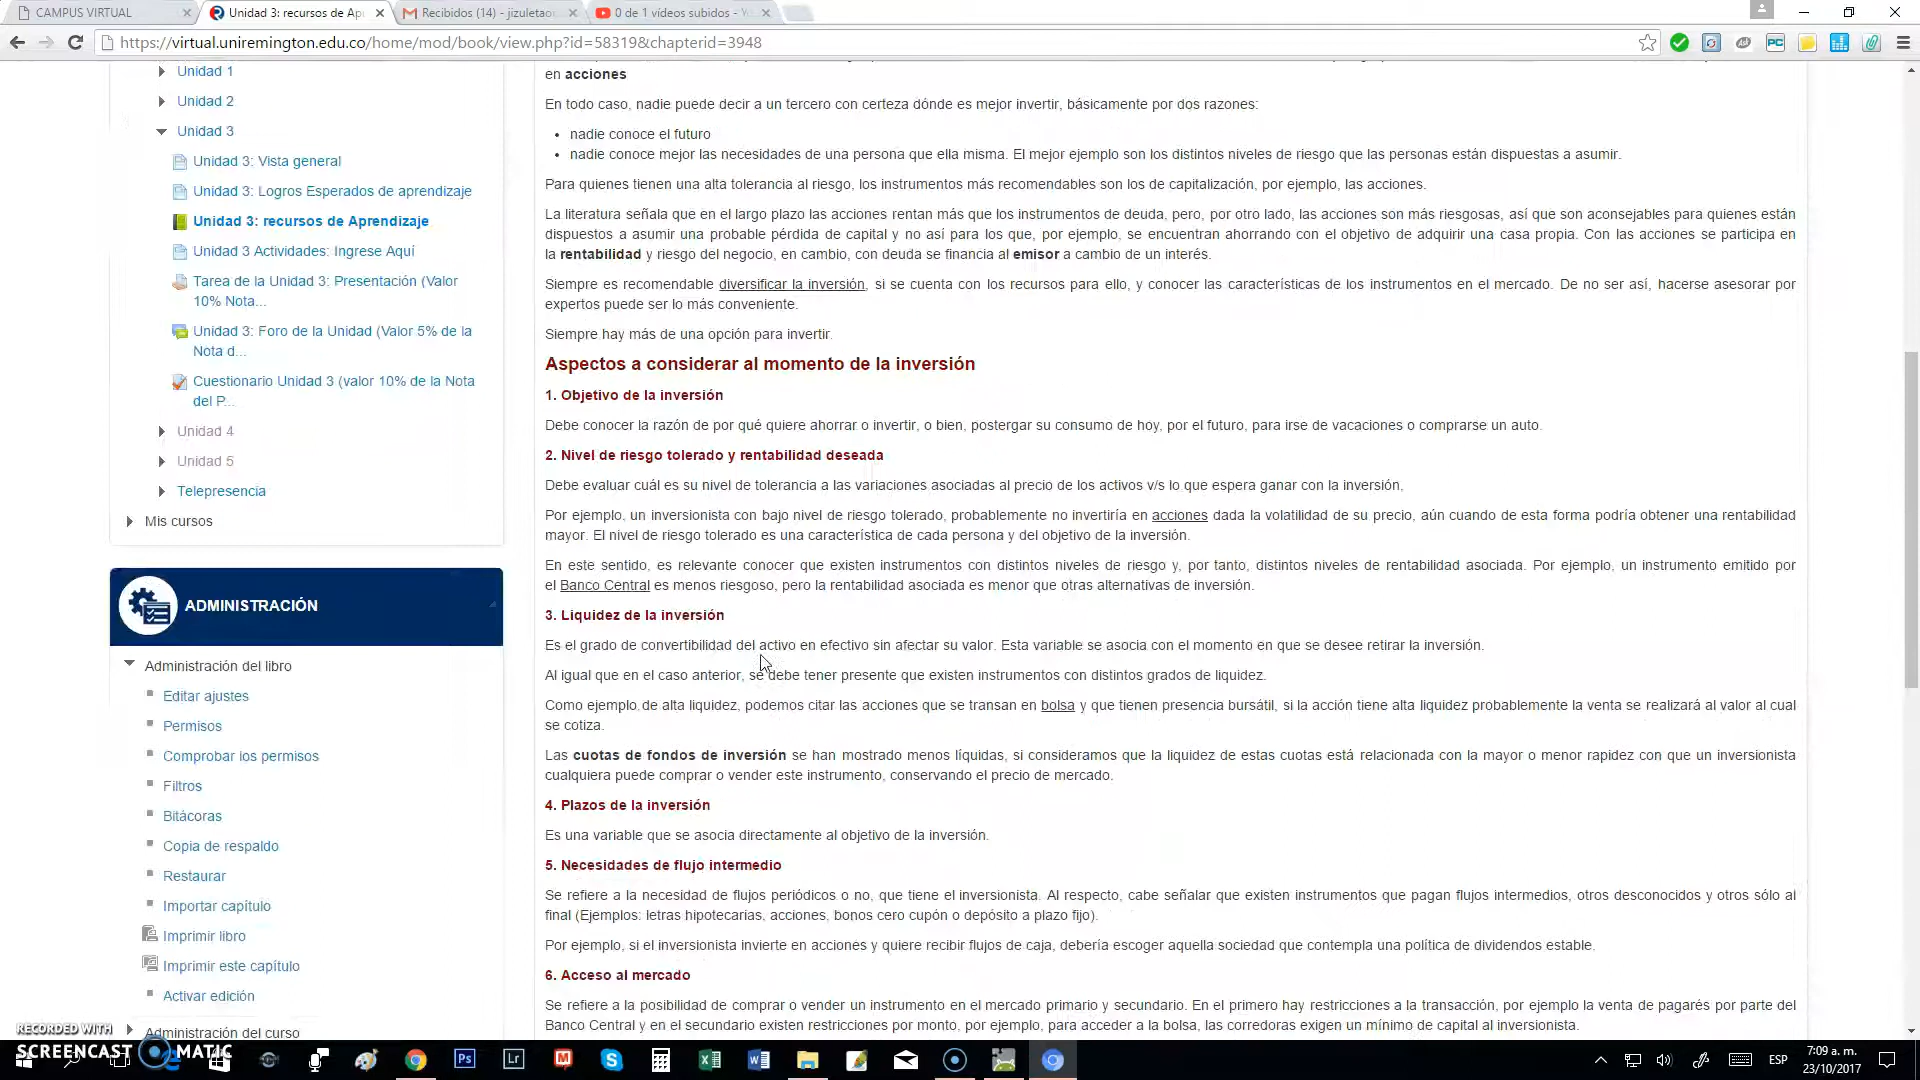 CAMPUS VIRTUAL
Unidad 3: recursos de Ap
Recibidos (14) - jizuletao
0 de 1 vídeos subidos - Y
https://virtual.uniremington.edu.co/home/mod/book/view.php?id=58319&chapterid=3948
Unidad 1
Unidad 2
Unidad 3
Unidad 3: Vista general
Unidad 3: Logros Esperados de aprendizaje
Unidad 3: recursos de Aprendizaje
Unidad 3 Actividades: Ingrese Aquí
Tarea de la Unidad 3: Presentación (Valor
10% Nota...
Unidad 3: Foro de la Unidad (Valor 5% de la
Nota d...
Cuestionario Unidad 3 (valor 10% de la Nota
del P...
Unidad 4
Unidad 5
Telepresencia
Mis cursos
ADMINISTRACIÓN
Administración del libro
Editar ajustes
Permisos
Comprobar los permisos
Filtros
Bitácoras
Copia de respaldo
Restaurar
Importar capítulo
Imprimir libro
Imprimir este capítulo
Activar edición
Administración del curso
en acciones
En todo caso, nadie puede decir a un tercero con certeza dónde es mejor invertir, básicamente por dos razones:
• nadie conoce el futuro
• nadie conoce mejor las necesidades de una persona que ella misma. El mejor ejemplo son los distintos niveles de riesgo que las personas están dispuestas a asumir.
Para quienes tienen una alta tolerancia al riesgo, los instrumentos más recomendables son los de capitalización, por ejemplo, las acciones.
La literatura señala que en el largo plazo las acciones rentan más que los instrumentos de deuda, pero, por otro lado, las acciones son más riesgosas, así que son aconsejables para quienes están
dispuestos a asumir una probable pérdida de capital y no así para los que, por ejemplo, se encuentran ahorrando con el objetivo de adquirir una casa propia. Con las acciones se participa en
la rentabilidad y riesgo del negocio, en cambio, con deuda se financia al emisor a cambio de un interés.
Siempre es recomendable diversificar la inversión, si se cuenta con los recursos para ello, y conocer las características de los instrumentos en el mercado. De no ser así, hacerse asesorar por
expertos puede ser lo más conveniente.
Siempre hay más de una opción para invertir.
Aspectos a considerar al momento de la inversión
1. Objetivo de la inversión
Debe conocer la razón de por qué quiere ahorrar o invertir, o bien, postergar su consumo de hoy, por el futuro, para irse de vacaciones o comprarse un auto.
2. Nivel de riesgo tolerado y rentabilidad deseada
Debe evaluar cuál es su nivel de tolerancia a las variaciones asociadas al precio de los activos v/s lo que espera ganar con la inversión,
Por ejemplo, un inversionista con bajo nivel de riesgo tolerado, probablemente no invertiría en acciones dada la volatilidad de su precio, aún cuando de esta forma podría obtener una rentabilidad
mayor. El nivel de riesgo tolerado es una característica de cada persona y del objetivo de la inversión.
En este sentido, es relevante conocer que existen instrumentos con distintos niveles de riesgo y, por tanto, distintos niveles de rentabilidad asociada. Por ejemplo, un instrumento emitido por
el Banco Central es menos riesgoso, pero la rentabilidad asociada es menor que otras alternativas de inversión.
3. Liquidez de la inversión
Es el grado de convertibilidad del activo en efectivo sin afectar su valor. Esta variable se asocia con el momento en que se desee retirar la inversión.
Al igual que en el caso anterior, se debe tener presente que existen instrumentos con distintos grados de liquidez.
Como ejemplo de alta liquidez, podemos citar las acciones que se transan en bolsa y que tienen presencia bursátil, si la acción tiene alta liquidez probablemente la venta se realizará al valor al cual
se cotiza.
Las cuotas de fondos de inversión se han mostrado menos líquidas, si consideramos que la liquidez de estas cuotas está relacionada con la mayor o menor rapidez con que un inversionista
cualquiera puede comprar o vender este instrumento, conservando el precio de mercado.
4. Plazos de la inversión
Es una variable que se asocia directamente al objetivo de la inversión.
5. Necesidades de flujo intermedio
Se refiere a la necesidad de flujos periódicos o no, que tiene el inversionista. Al respecto, cabe señalar que existen instrumentos que pagan flujos intermedios, otros desconocidos y otros sólo al
final (Ejemplos: letras hipotecarias, acciones, bonos cero cupón o depósito a plazo fijo).
Por ejemplo, si el inversionista invierte en acciones y quiere recibir flujos de caja, debería escoger aquella sociedad que contempla una política de dividendos estable.
6. Acceso al mercado
Se refiere a la posibilidad de comprar o vender un instrumento en el mercado primario y secundario. En el primero hay restricciones a la transacción, por ejemplo la venta de pagarés por parte del
Banco Central y en el secundario existen restricciones por monto, por ejemplo, para acceder a la bolsa, las corredoras exigen un mínimo de capital al inversionista.
RECORDED WITH
SCREENCAST MATIC
Ps
Lr
ESP
7:09 a. m.
23/10/2017